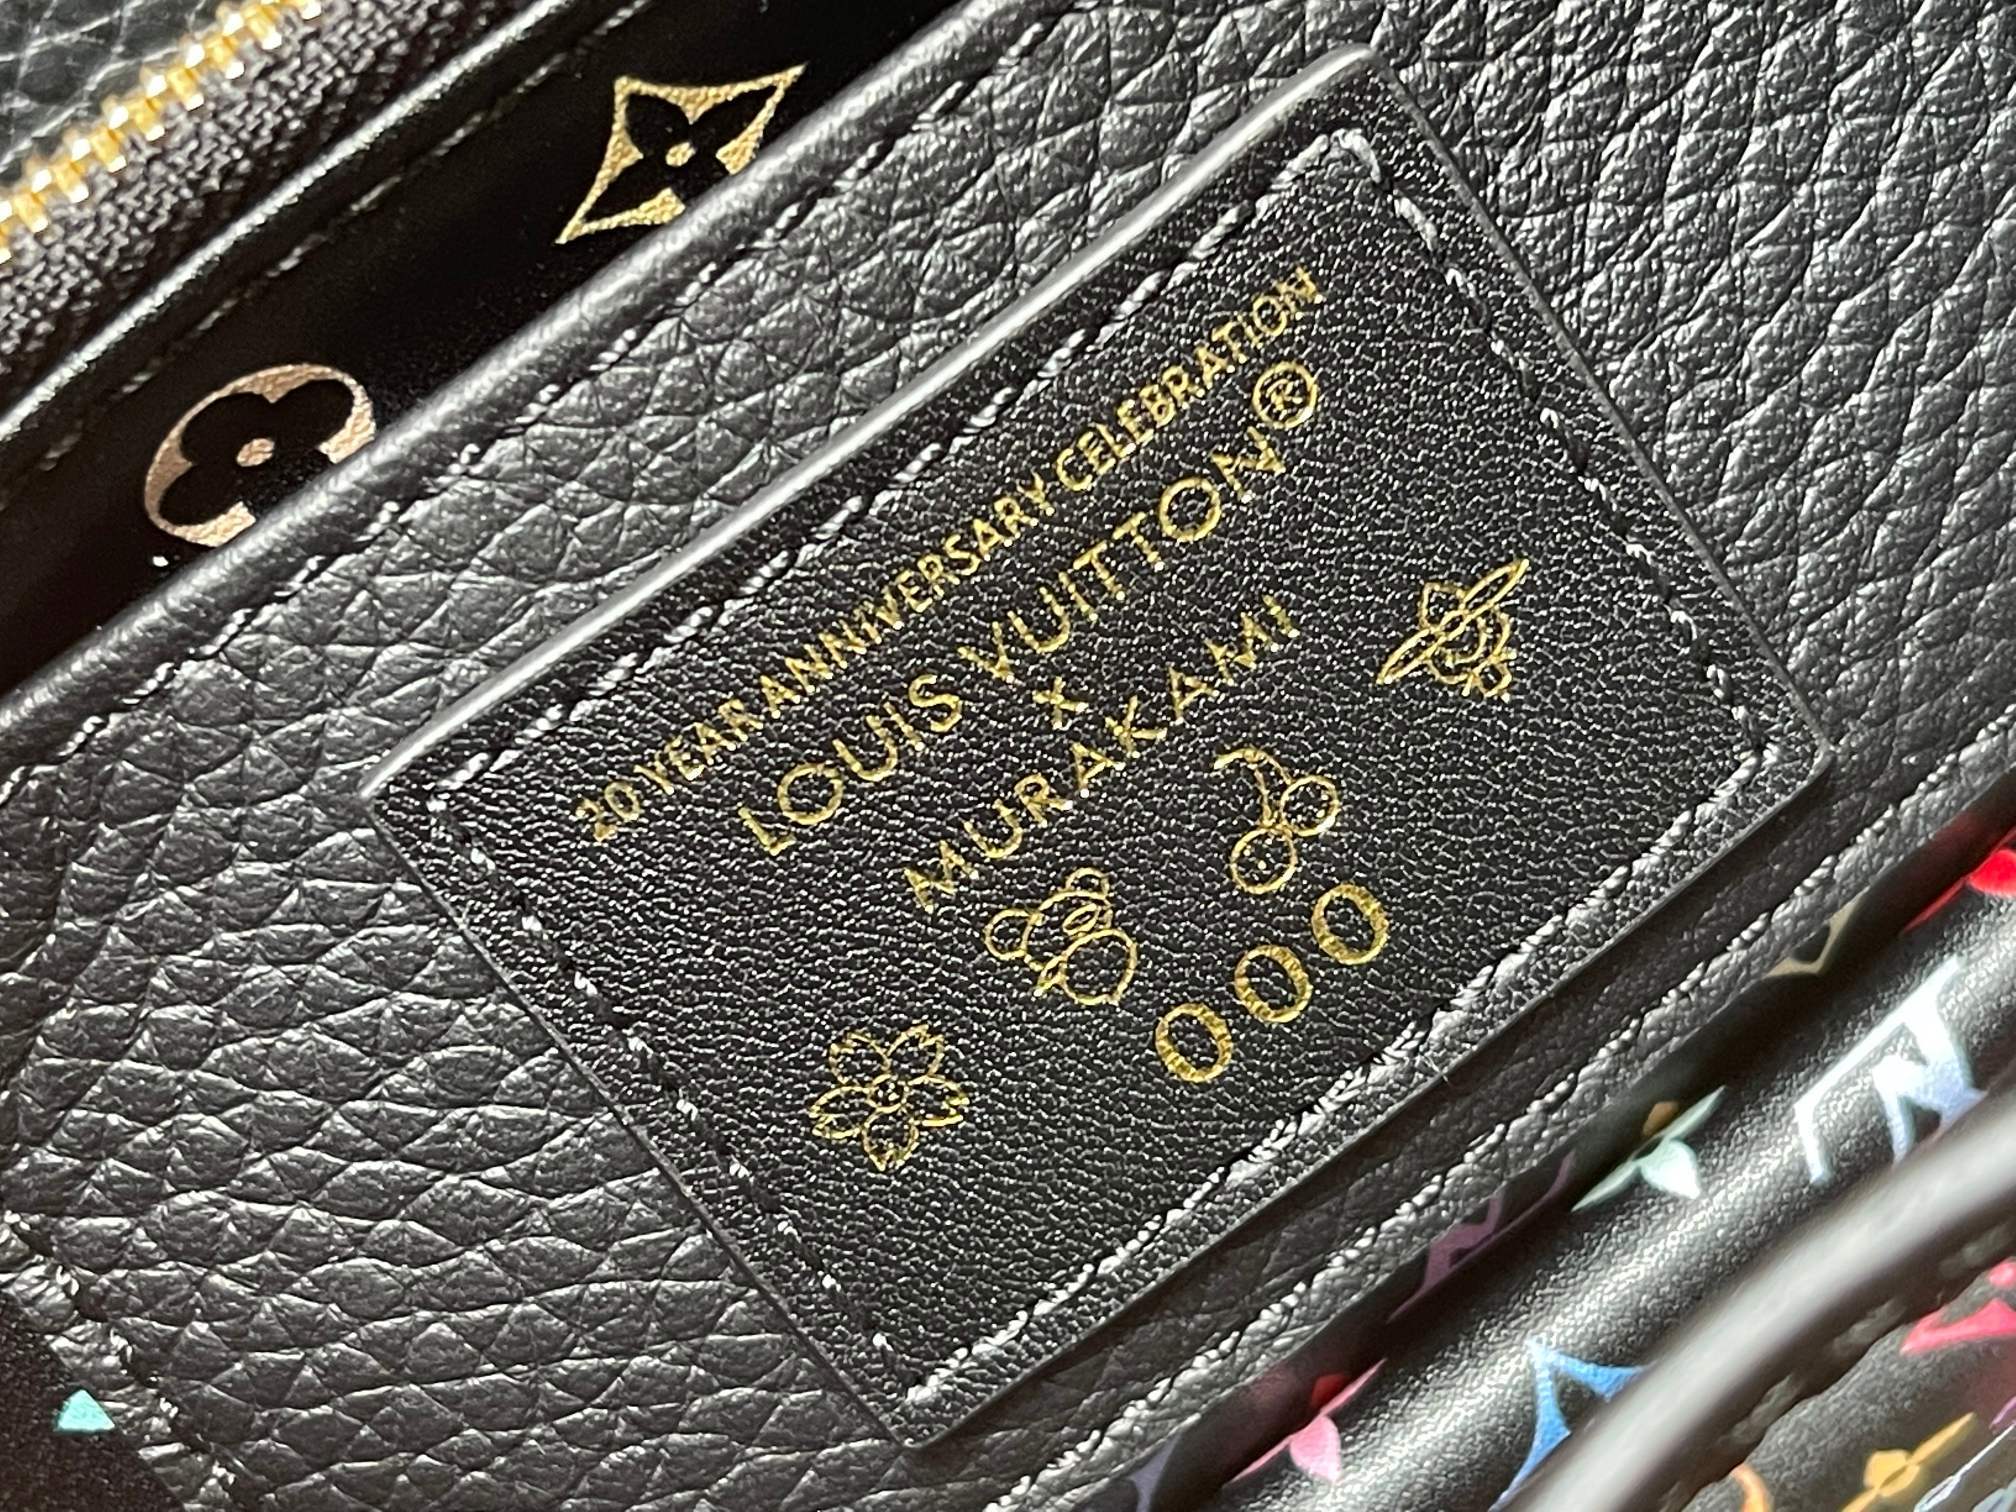 20 YEAR ANNIVERSARY CELEBRATION
LOUIS VUITTON®
x
MURAKAMI
000